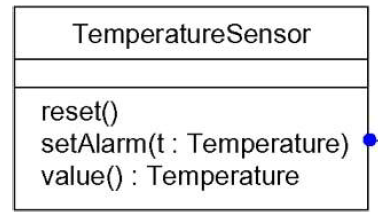 TemperatureSensor
reset()
setAlarm(t : Temperature)
value() : Temperature